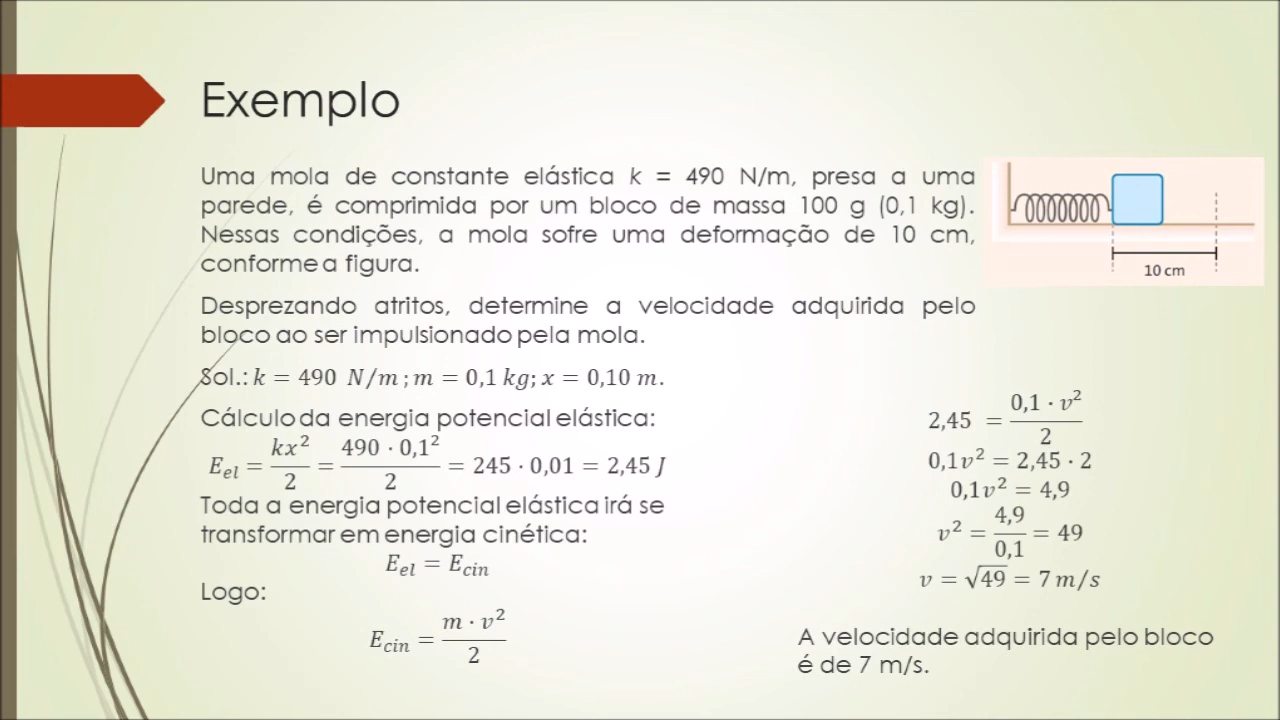 Exemplo
Uma mola de constante elástica k = 490 N/m, presa a uma
parede, é comprimida por um bloco de massa 100 g (0,1 kg).
Nessas condições, a mola sofre uma deformação de 10 cm,
conforme a figura.
10 cm
Desprezando atritos, determine a velocidade adquirida pelo
bloco ao ser impulsionado pela mola.
Sol.: k = 490 N/m ; m = 0,1 kg; x = 0,10 m.
Cálculo da energia potencial elástica:
E_el = kx²/2 = 490 · 0,1²/2 = 245 · 0,01 = 2,45 J
Toda a energia potencial elástica irá se
transformar em energia cinética:
E_el = E_cin
Logo:
E_cin = m · v²/2
2,45 = 0,1 · v²/2
0,1v² = 2,45 · 2
0,1v² = 4,9
v² = 4,9/0,1 = 49
v = √49 = 7 m/s
A velocidade adquirida pelo bloco
é de 7 m/s.